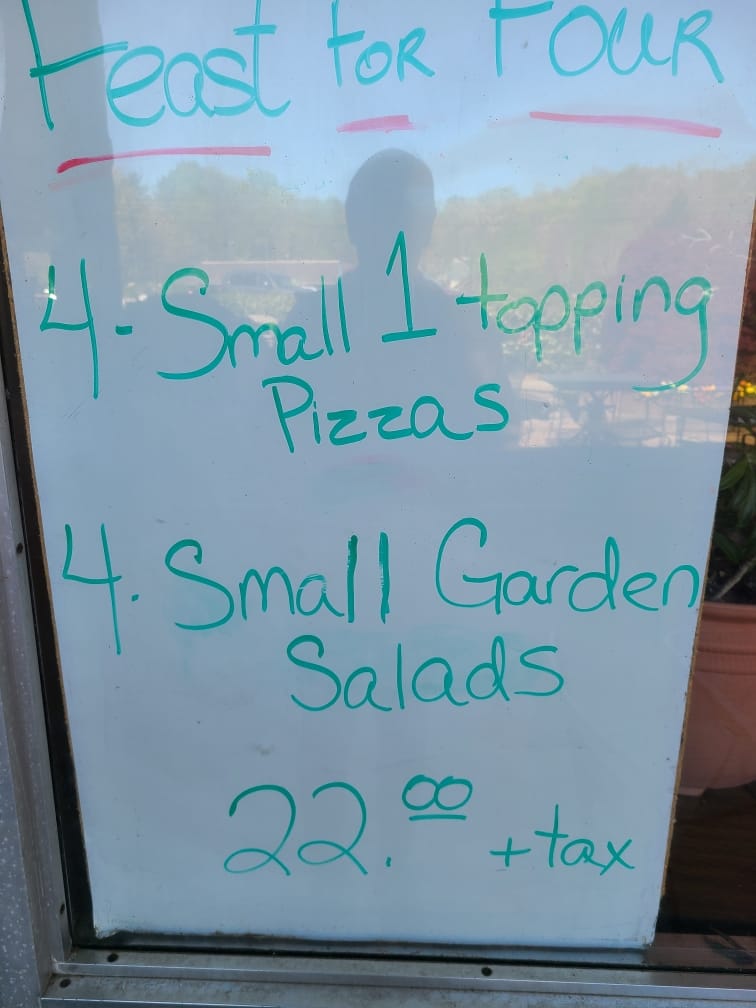 Feast FOR FOUR
4- Small 1 topping
Pizzas
4. Small Garden
Salads
22.00 + tax